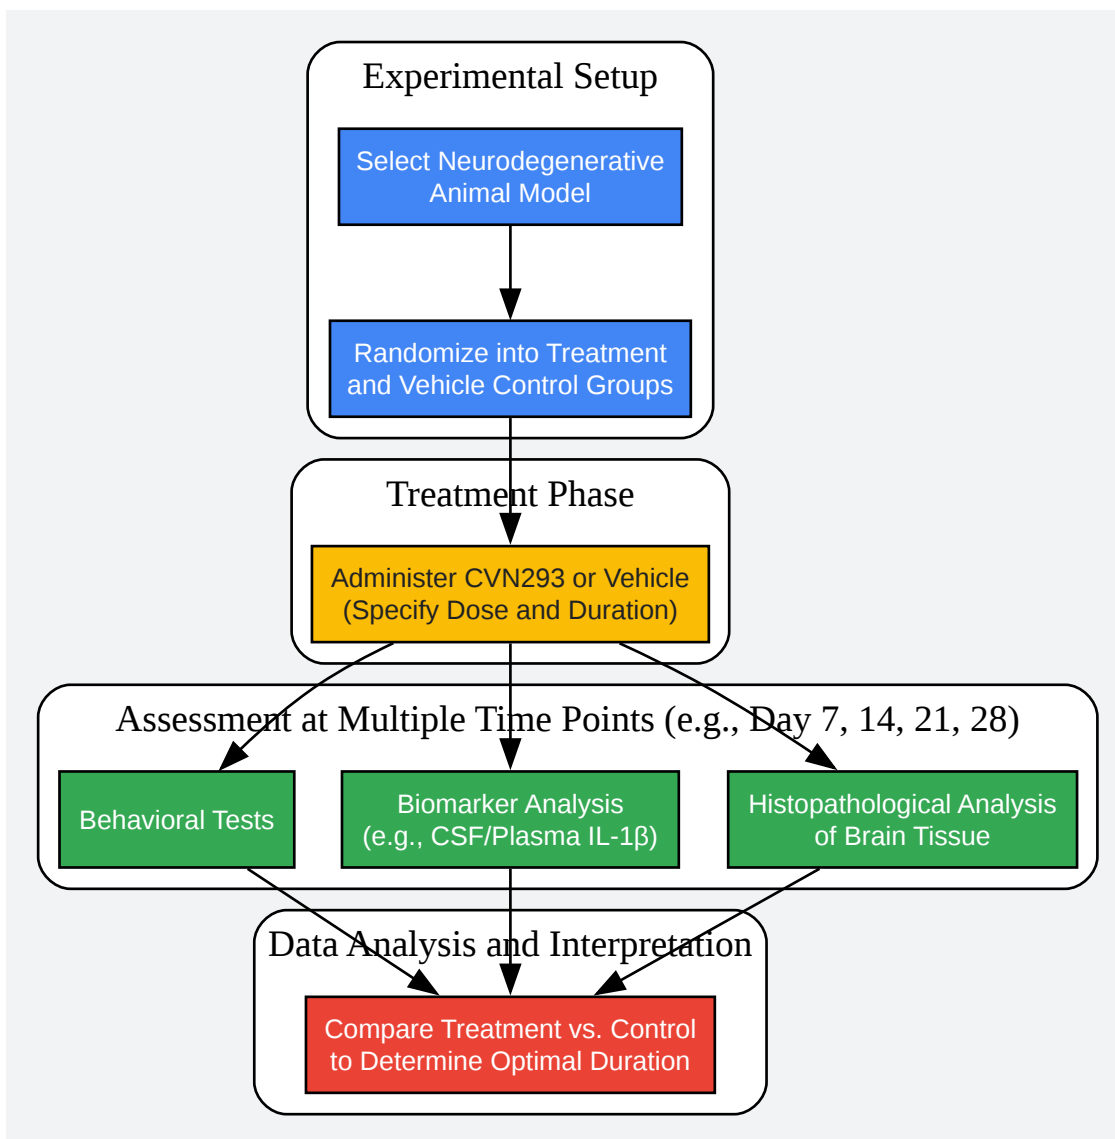 Experimental Setup
Select Neurodegenerative
Animal Model
Randomize into Treatment
and Vehicle Control Groups
Treatment Phase
Administer CVN293 or Vehicle
(Specify Dose and Duration)
Assessment at Multiple Time Points (e.g., Day 7, 14, 21, 28)
Behavioral Tests
Biomarker Analysis
(e.g., CSF/Plasma IL-1β)
Histopathological Analysis
of Brain Tissue
Data Analysis and Interpretation
Compare Treatment vs. Control
to Determine Optimal Duration